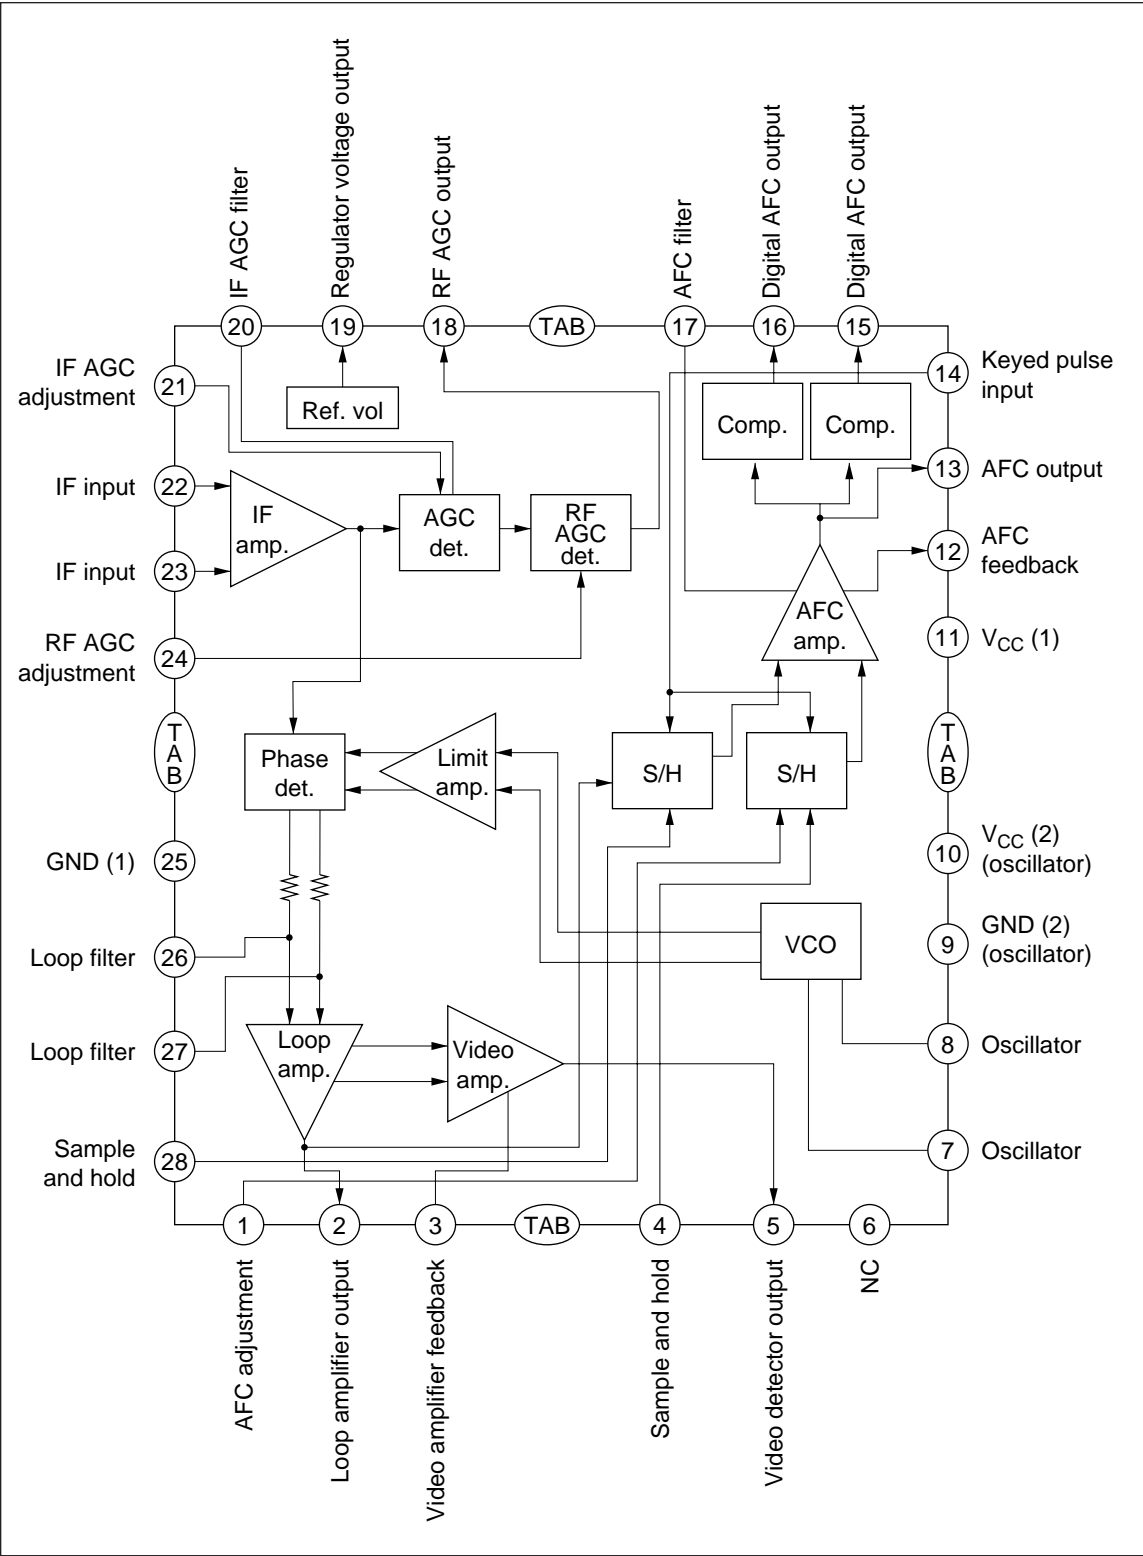 IF AGC filter
Regulator voltage output
RF AGC output
AFC filter
Digital AFC output
Digital AFC output
20
19
18
TAB
17
16
15
IF AGC
adjustment
21
Ref. vol
Comp.
Comp.
14
Keyed pulse
input
IF input
22
IF
amp.
AGC
det.
RF
AGC
det.
13
AFC output
IF input
23
12
AFC
feedback
RF AGC
adjustment
24
AFC
amp.
11
VCC (1)
TAB
Phase
det.
Limit
amp.
S/H
S/H
TAB
GND (1)
25
10
VCC (2)
(oscillator)
Loop filter
26
VCO
9
GND (2)
(oscillator)
Loop filter
27
Loop
amp.
Video
amp.
8
Oscillator
Sample
and hold
28
7
Oscillator
1
2
3
TAB
4
5
6
AFC adjustment
Loop amplifier output
Video amplifier feedback
Sample and hold
Video detector output
NC